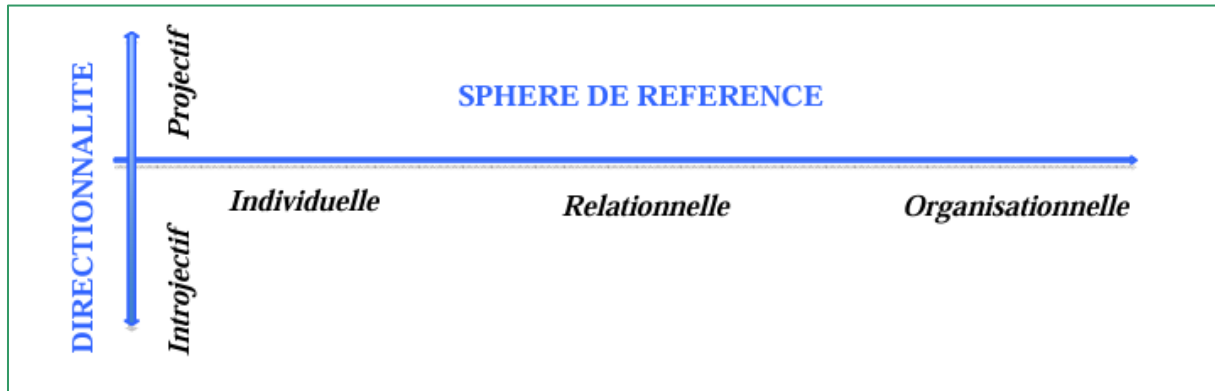 DIRECTIONNALITE
Projectif
Introjectif
SPHERE DE REFERENCE
Individuelle
Relationnelle
Organisationnelle